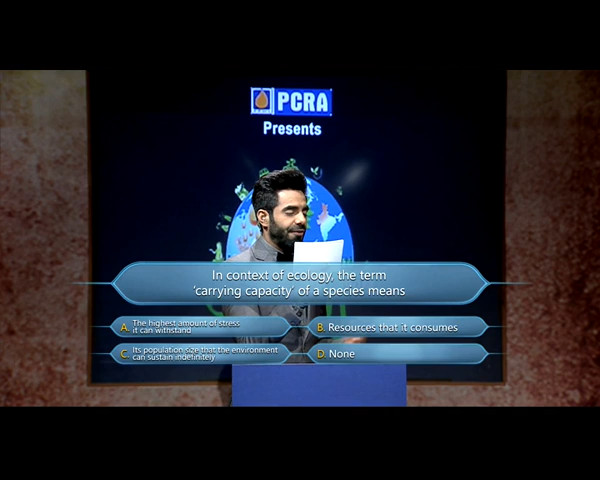 PCRA
Presents
In context of ecology, the term
'carrying capacity' of a species means
A. The highest amount of stress
it can withstand
B. Resources that it consumes
C. Its population size that the environment
can sustain indefinitely
D. None